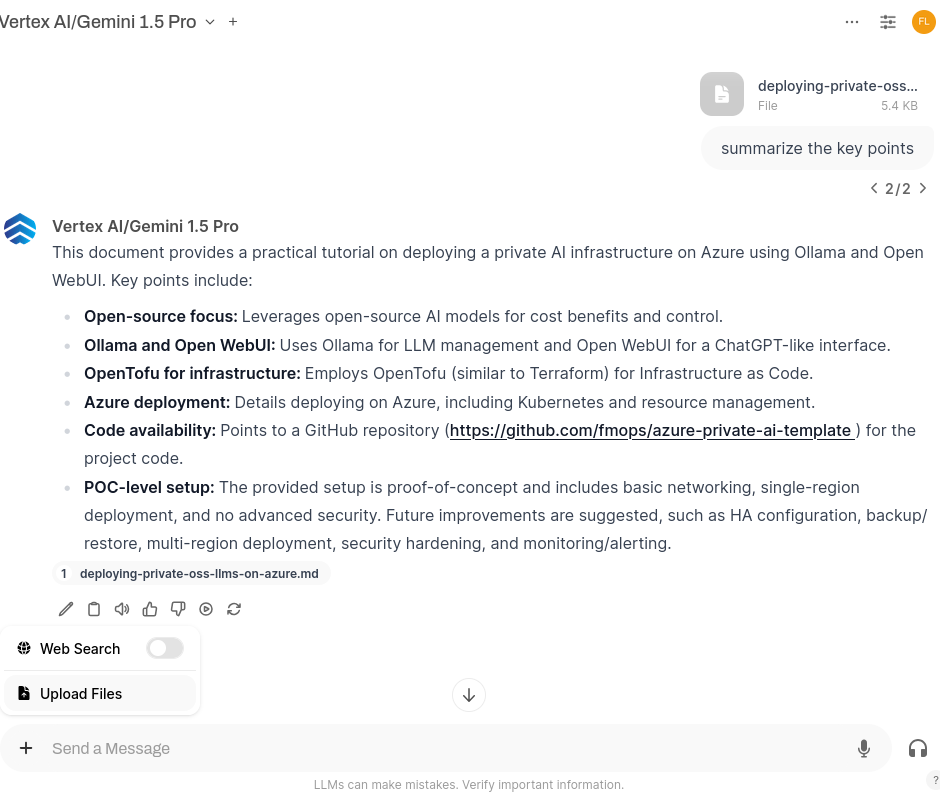 Vertex AI/Gemini 1.5 Pro
FL
deploying-private-oss...
File 5.4 KB
summarize the key points
2/2
Vertex AI/Gemini 1.5 Pro
This document provides a practical tutorial on deploying a private AI infrastructure on Azure using Ollama and Open
WebUI. Key points include:
Open-source focus: Leverages open-source AI models for cost benefits and control.
Ollama and Open WebUI: Uses Ollama for LLM management and Open WebUI for a ChatGPT-like interface.
OpenTofu for infrastructure: Employs OpenTofu (similar to Terraform) for Infrastructure as Code.
Azure deployment: Details deploying on Azure, including Kubernetes and resource management.
Code availability: Points to a GitHub repository (https://github.com/fmops/azure-private-ai-template ) for the
project code.
POC-level setup: The provided setup is proof-of-concept and includes basic networking, single-region
deployment, and no advanced security. Future improvements are suggested, such as HA configuration, backup/
restore, multi-region deployment, security hardening, and monitoring/alerting.
1 deploying-private-oss-llms-on-azure.md
Web Search
Upload Files
Send a Message
LLMs can make mistakes. Verify important information.
?